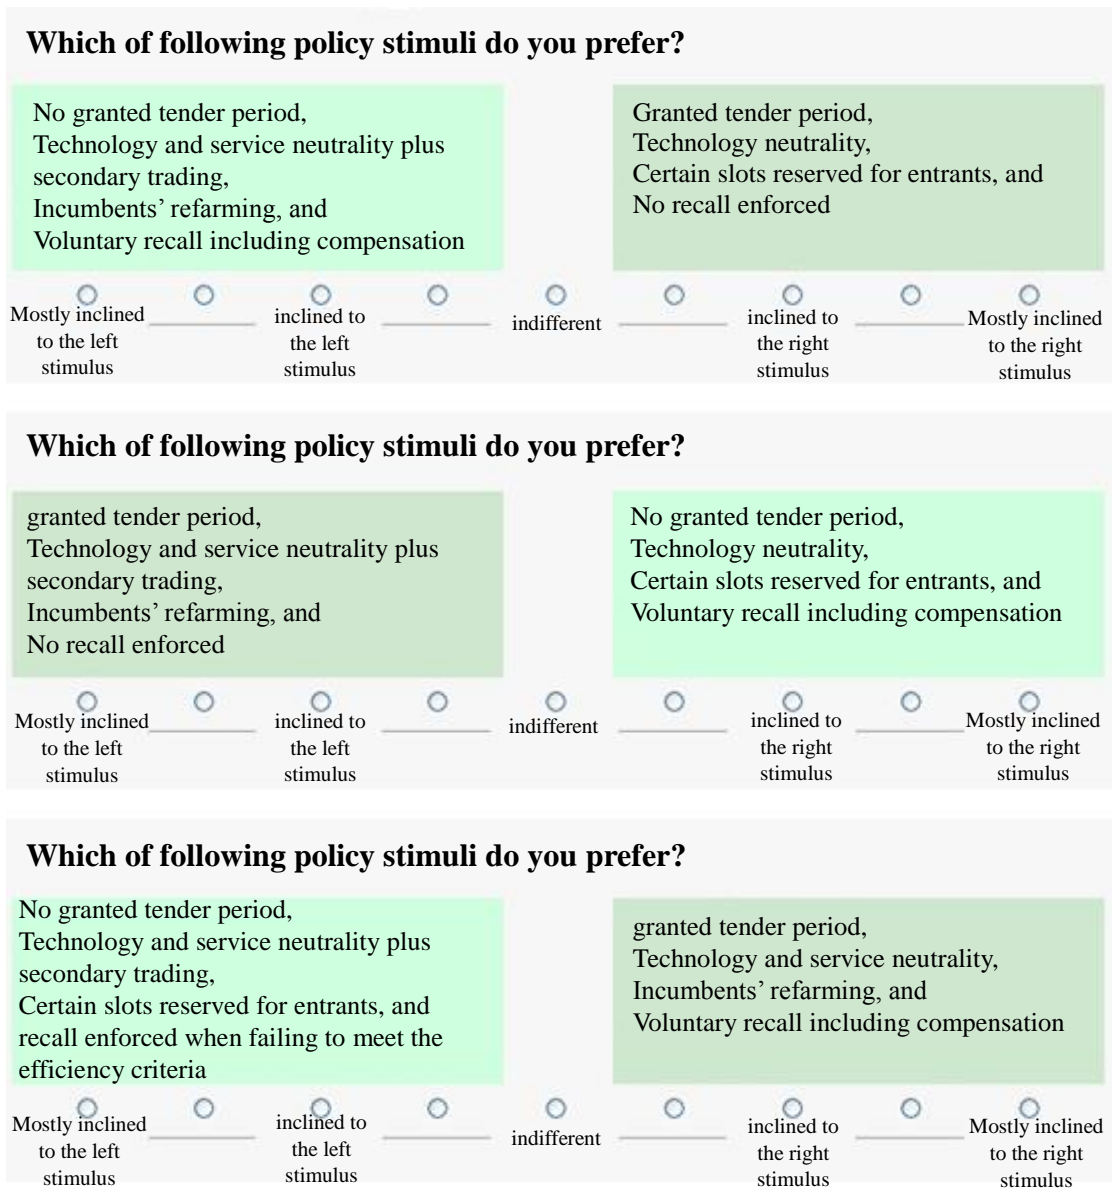 Which of following policy stimuli do you prefer?
No granted tender period,
Technology and service neutrality plus
secondary trading,
Incumbents’ refarming, and
Voluntary recall including compensation
Granted tender period,
Technology neutrality,
Certain slots reserved for entrants, and
No recall enforced
Mostly inclined
to the left
stimulus
inclined to
the left
stimulus
indifferent
inclined to
the right
stimulus
Mostly inclined
to the right
stimulus
Which of following policy stimuli do you prefer?
granted tender period,
Technology and service neutrality plus
secondary trading,
Incumbents’ refarming, and
No recall enforced
No granted tender period,
Technology neutrality,
Certain slots reserved for entrants, and
Voluntary recall including compensation
Mostly inclined
to the left
stimulus
inclined to
the left
stimulus
indifferent
inclined to
the right
stimulus
Mostly inclined
to the right
stimulus
Which of following policy stimuli do you prefer?
No granted tender period,
Technology and service neutrality plus
secondary trading,
Certain slots reserved for entrants, and
recall enforced when failing to meet the
efficiency criteria
granted tender period,
Technology and service neutrality,
Incumbents’ refarming, and
Voluntary recall including compensation
Mostly inclined
to the left
stimulus
inclined to
the left
stimulus
indifferent
inclined to
the right
stimulus
Mostly inclined
to the right
stimulus